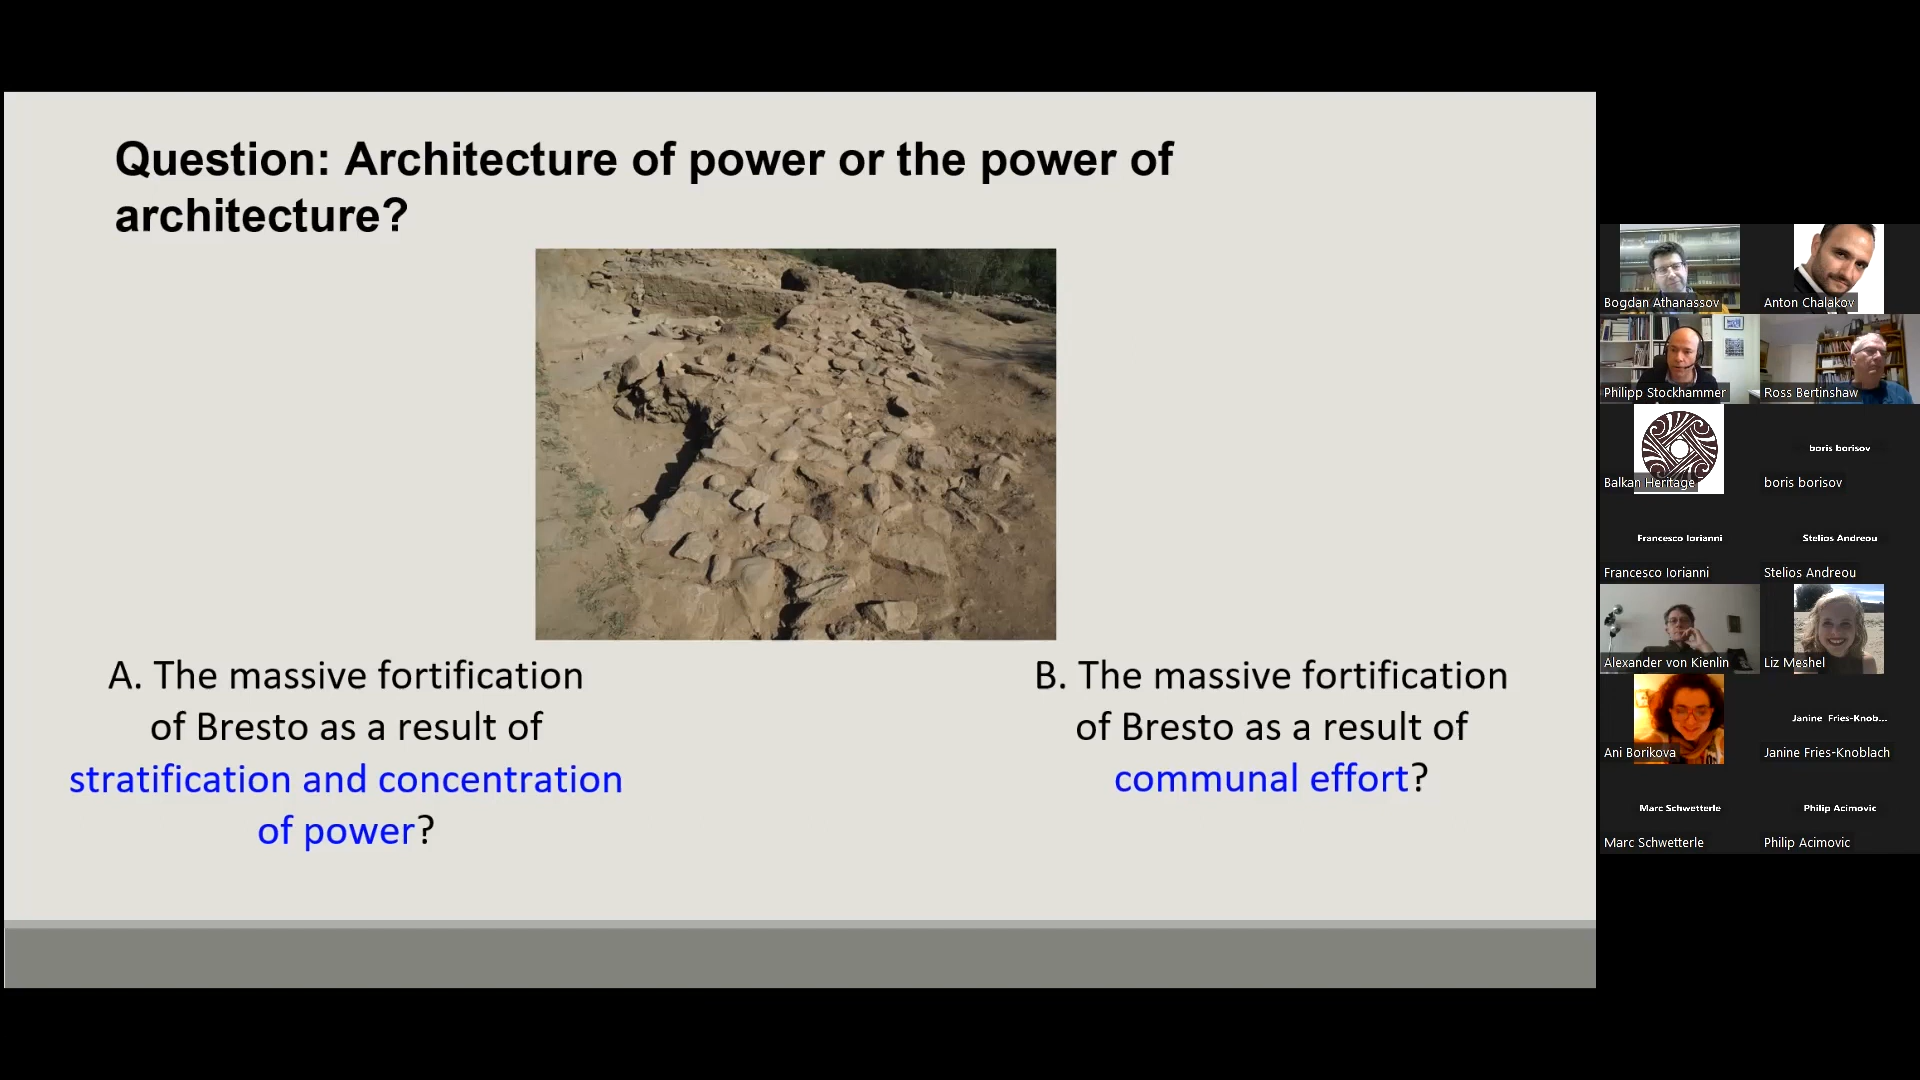 Question: Architecture of power or the power of
architecture?
A. The massive fortification
of Bresto as a result of
stratification and concentration
of power?
B. The massive fortification
of Bresto as a result of
communal effort?
Bogdan Athanassov
Anton Chalakov
Philipp Stockhammer
Ross Bertinshaw
Balkan Heritage
boris borisov
boris borisov
Francesco Iorianni
Stelios Andreou
Francesco Iorianni
Stelios Andreou
Alexander von Kienlin
Liz Meshel
Ani Borikova
Janine Fries-Knob...
Janine Fries-Knoblach
Marc Schwetterle
Philip Acimovic
Marc Schwetterle
Philip Acimovic